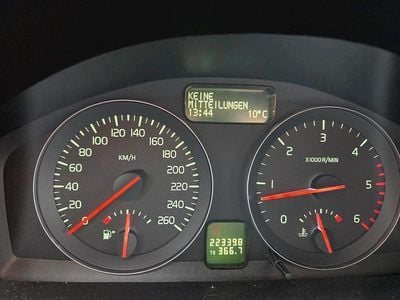 KEINE
MITTEILUNGEN
13:44 10°C
0 20 40 60 80 100 120 140 160 180 200 220 240 260
KM/H
0 1 2 3 4 5 6
X1000R/MIN
223398
366.7